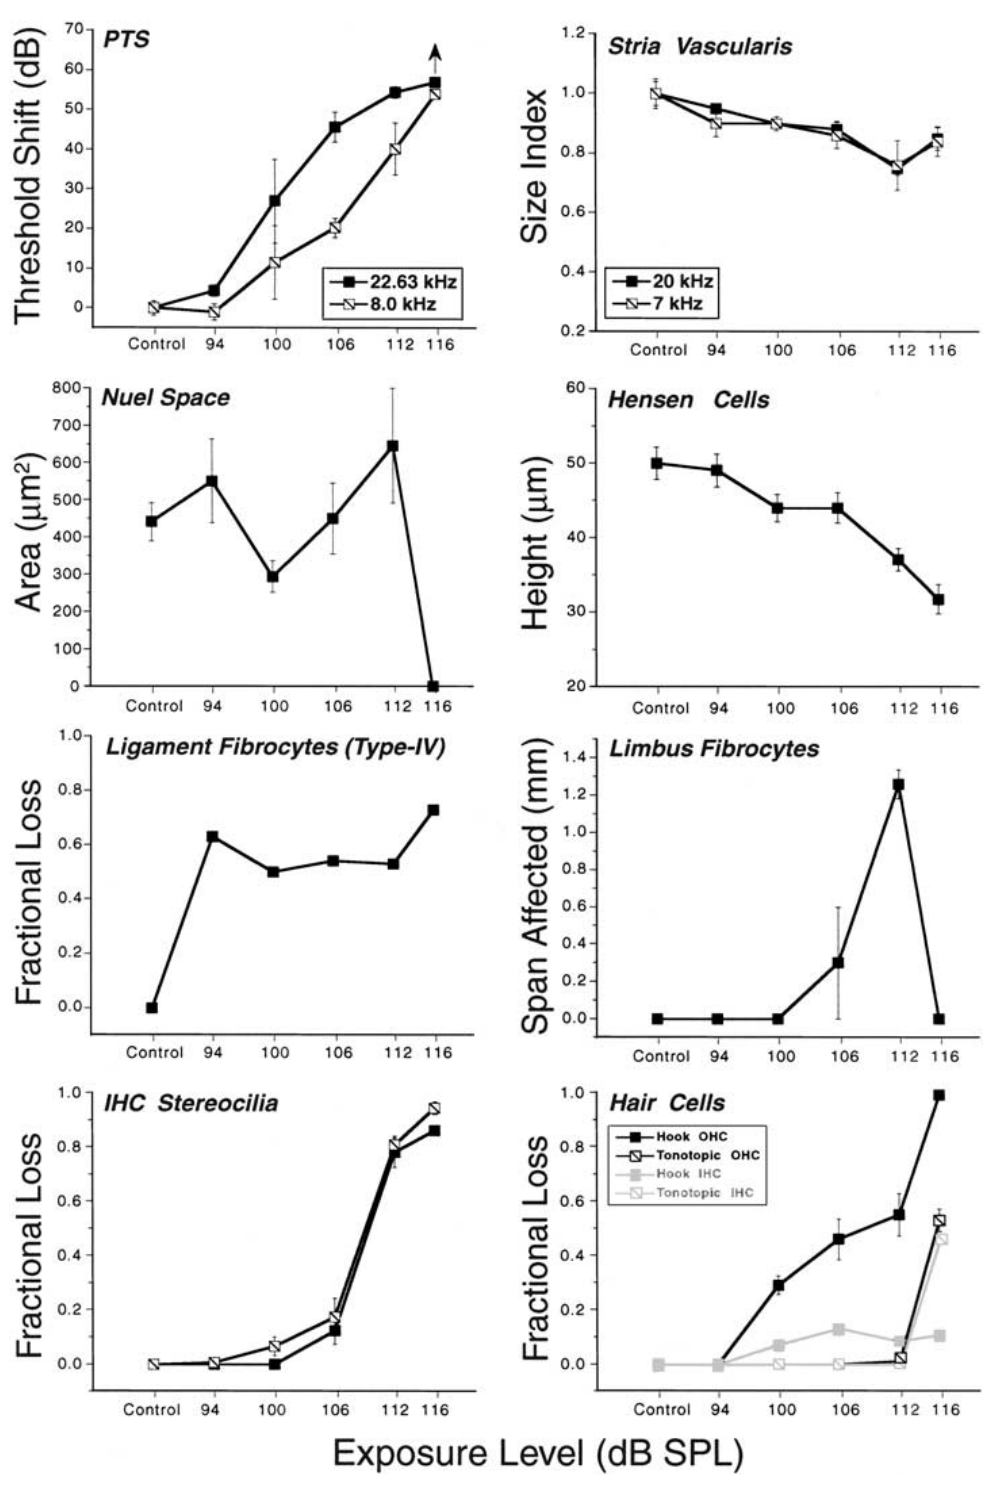 PTS
Threshold Shift (dB)
70
60
50
40
30
20
10
0
22.63 kHz
8.0 kHz
Control 94 100 106 112 116
Stria Vascularis
Size Index
1.2
1.0
0.8
0.6
0.4
0.2
20 kHz
7 kHz
Control 94 100 106 112 116
Nuel Space
Area (µm²)
800
700
600
500
400
300
200
100
0
Control 94 100 106 112 116
Hensen Cells
Height (µm)
60
50
40
30
20
Control 94 100 106 112 116
Ligament Fibrocytes (Type-IV)
Fractional Loss
1.0
0.8
0.6
0.4
0.2
0.0
Control 94 100 106 112 116
Limbus Fibrocytes
Span Affected (mm)
1.4
1.2
1.0
0.8
0.6
0.4
0.2
0.0
Control 94 100 106 112 116
IHC Stereocilia
Fractional Loss
1.0
0.8
0.6
0.4
0.2
0.0
Control 94 100 106 112 116
Hair Cells
Fractional Loss
1.0
0.8
0.6
0.4
0.2
0.0
Hook OHC
Tonotopic OHC
Hook IHC
Tonotopic IHC
Control 94 100 106 112 116
Exposure Level (dB SPL)